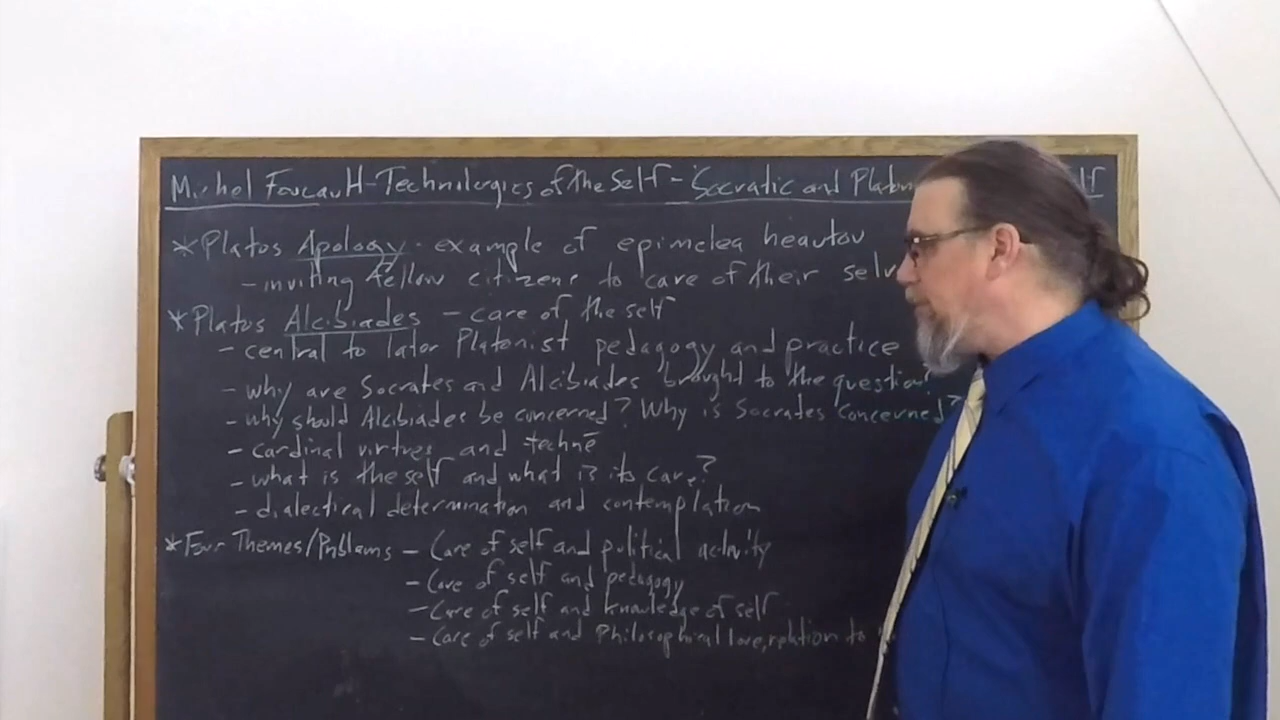 Michel Foucault - Technologies of the Self - Socratic and Platon
* Platos Apology - example of epimelea heautou
- inviting fellow citizens to care of their selv
* Platos Alcibiades - care of the self
- central to later Platonist pedagogy and practice
- why are Socrates and Alcibiades brought to the question?
- why should Alcibiades be concerned? Why is Socrates concerned?
- cardinal virtues and technē
- what is the self and what is its care?
- dialectical determination and contemplation
* Four Themes/Problams - Care of self and political activity
- Care of self and pedagogy
- Care of self and knowledge of self
- Care of self and Philosophical love, relation to